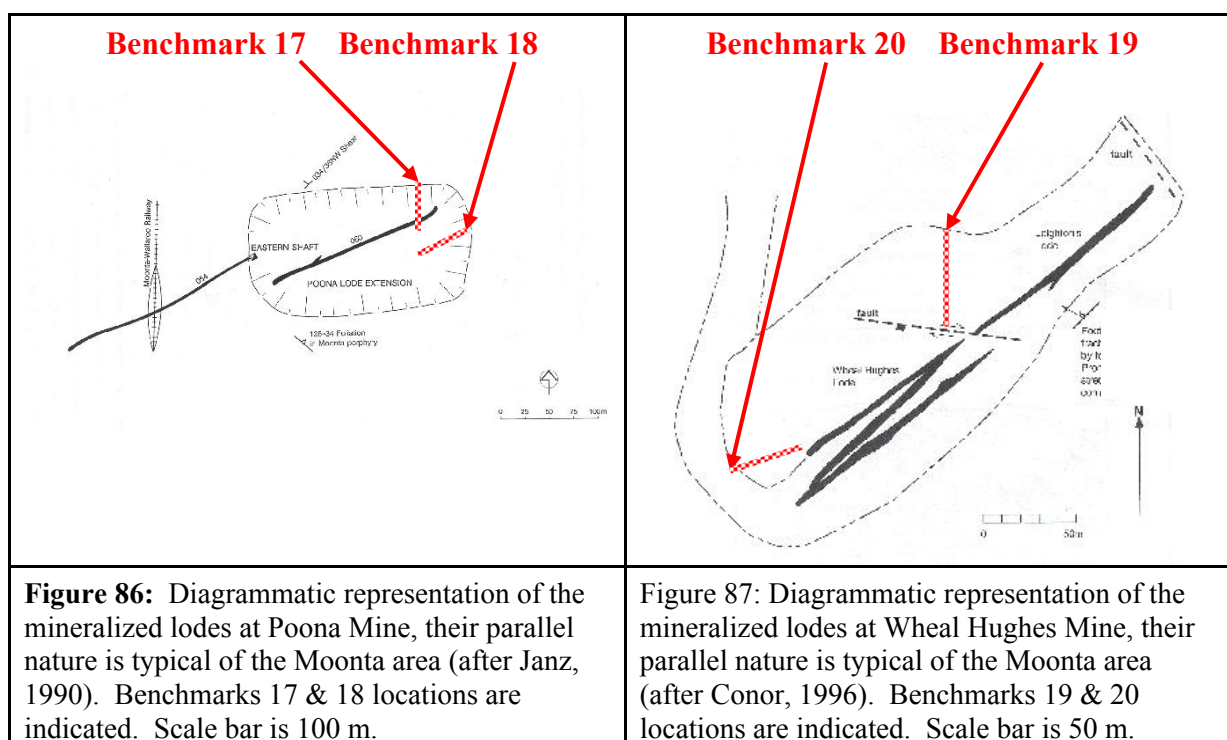 Benchmark 17 Benchmark 18
034/36NW Shear
Moonta-Wallaroo Railway
EASTERN SHAFT
060
054
POONA LODE EXTENSION
126-34 Foliation
in Moonta porphyry
0 25 50 75 100m
Benchmark 20 Benchmark 19
fault
fault
Wheal Hughes
Lode
N
0 50m
Figure 86: Diagrammatic representation of the
mineralized lodes at Poona Mine, their parallel
nature is typical of the Moonta area (after Janz,
1990). Benchmarks 17 & 18 locations are
indicated. Scale bar is 100 m.
Figure 87: Diagrammatic representation of the
mineralized lodes at Wheal Hughes Mine, their
parallel nature is typical of the Moonta area
(after Conor, 1996). Benchmarks 19 & 20
locations are indicated. Scale bar is 50 m.